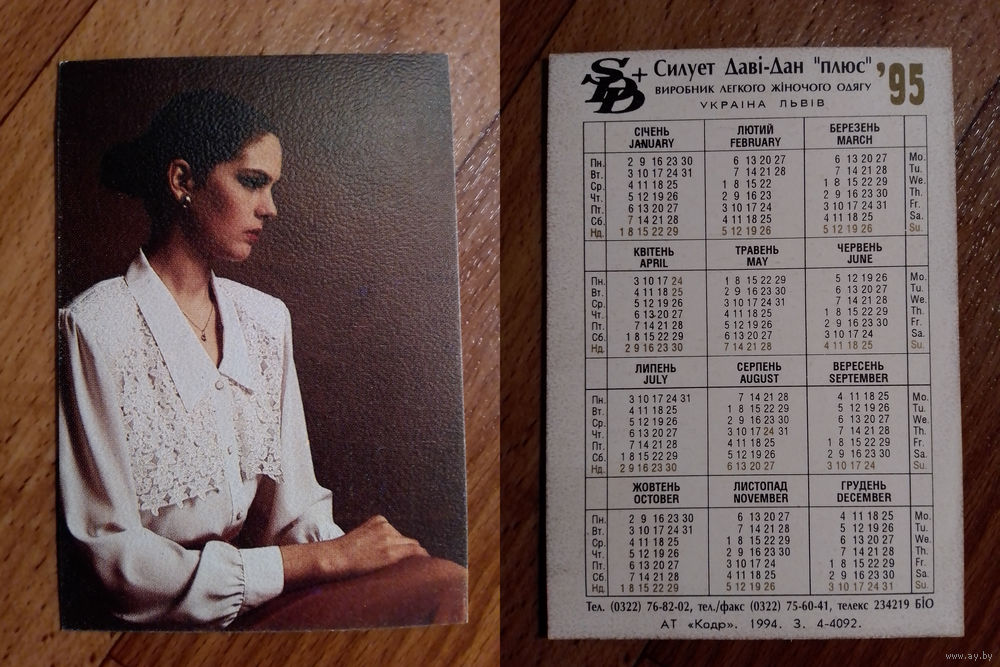 + Силует Даві-Дан "плюс" '95
ВИРОБНИК ЛЕГКОГО ЖІНОЧОГО ОДЯГУ
УКРАЇНА ЛЬВІВ
СІЧЕНЬ ЛЮТИЙ БЕРЕЗЕНЬ
JANUARY FEBRUARY MARCH
Пн. 2 9 16 23 30 6 13 20 27 6 13 20 27 Mo.
Вт. 3 10 17 24 31 7 14 21 28 7 14 21 28 Tu.
Ср. 4 11 18 25 1 8 15 22 1 8 15 22 29 We.
Чт. 5 12 19 26 2 9 16 23 2 9 16 23 30 Th.
Пт. 6 13 20 27 3 10 17 24 3 10 17 24 31 Fr.
Сб. 7 14 21 28 4 11 18 25 4 11 18 25 Sa.
Нд. 1 8 15 22 29 5 12 19 26 5 12 19 26 Su.
КВІТЕНЬ ТРАВЕНЬ ЧЕРВЕНЬ
APRIL MAY JUNE
Пн. 3 10 17 24 1 8 15 22 29 5 12 19 26 Mo.
Вт. 4 11 18 25 2 9 16 23 30 6 13 20 27 Tu.
Ср. 5 12 19 26 3 10 17 24 31 7 14 21 28 We.
Чт. 6 13 20 27 4 11 18 25 1 8 15 22 29 Th.
Пт. 7 14 21 28 5 12 19 26 2 9 16 23 30 Fr.
Сб. 1 8 15 22 29 6 13 20 27 3 10 17 24 Sa.
Нд. 2 9 16 23 30 7 14 21 28 4 11 18 25 Su.
ЛИПЕНЬ СЕРПЕНЬ ВЕРЕСЕНЬ
JULY AUGUST SEPTEMBER
Пн. 3 10 17 24 31 7 14 21 28 4 11 18 25 Mo.
Вт. 4 11 18 25 1 8 15 22 29 5 12 19 26 Tu.
Ср. 5 12 19 26 2 9 16 23 30 6 13 20 27 We.
Чт. 6 13 20 27 3 10 17 24 31 7 14 21 28 Th.
Пт. 7 14 21 28 4 11 18 25 1 8 15 22 29 Fr.
Сб. 1 8 15 22 29 5 12 19 26 2 9 16 23 30 Sa.
Нд. 2 9 16 23 30 6 13 20 27 3 10 17 24 Su.
ЖОВТЕНЬ ЛИСТОПАД ГРУДЕНЬ
OCTOBER NOVEMBER DECEMBER
Пн. 2 9 16 23 30 6 13 20 27 4 11 18 25 Mo.
Вт. 3 10 17 24 31 7 14 21 28 5 12 19 26 Tu.
Ср. 4 11 18 25 1 8 15 22 29 6 13 20 27 We.
Чт. 5 12 19 26 2 9 16 23 30 7 14 21 28 Th.
Пт. 6 13 20 27 3 10 17 24 1 8 15 22 29 Fr.
Сб. 7 14 21 28 4 11 18 25 2 9 16 23 30 Sa.
Нд. 1 8 15 22 29 5 12 19 26 3 10 17 24 31 Su.
Тел. (0322) 76-82-02, тел./факс (0322) 75-60-41, телекс 234219 БІО
АТ «Кодр». 1994. З. 4-4092.
www.ay.by